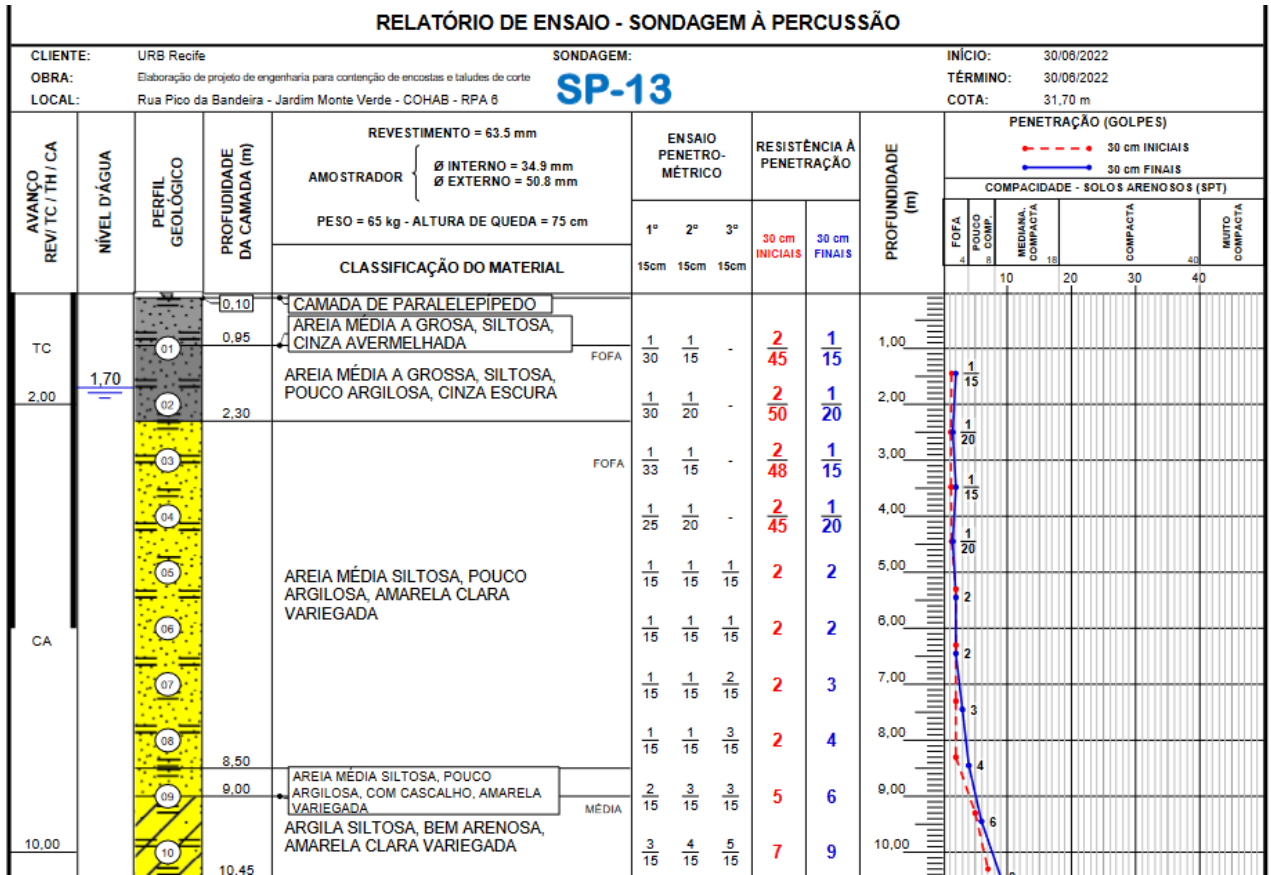 RELATÓRIO DE ENSAIO - SONDAGEM À PERCUSSÃO
CLIENTE: URB Recife
OBRA: Elaboração de projeto de engenharia para contenção de encostas e taludes de corte
LOCAL: Rua Pico da Bandeira - Jardim Monte Verde - COHAB - RPA 6
SONDAGEM:
SP-13
INÍCIO: 30/06/2022
TÉRMINO: 30/06/2022
COTA: 31,70 m
AVANÇO
REV/ TC / TH / CA
NÍVEL D'ÁGUA
PERFIL
GEOLÓGICO
PROFUDIDADE
DA CAMADA (m)
REVESTIMENTO = 63.5 mm
AMOSTRADOR
Ø INTERNO = 34.9 mm
Ø EXTERNO = 50.8 mm
PESO = 65 kg - ALTURA DE QUEDA = 75 cm
CLASSIFICAÇÃO DO MATERIAL
ENSAIO
PENETRO-
MÉTRICO
1º 2º 3º
15cm 15cm 15cm
RESISTÊNCIA À
PENETRAÇÃO
30 cm
INICIAIS
30 cm
FINAIS
PROFUNDIDADE
(m)
PENETRAÇÃO (GOLPES)
30 cm INICIAIS
30 cm FINAIS
COMPACIDADE - SOLOS ARENOSOS (SPT)
FOFA
POUCO
COMP.
MEDIANA.
COMPACTA
COMPACTA
MUITO
COMPACTA
4 8 18 40
10 20 30 40
0,10
CAMADA DE PARALELEPÍPEDO
0,95
AREIA MÉDIA A GROSA, SILTOSA,
CINZA AVERMELHADA
FOFA
TC
01
1/30 1/15 - 2/45 1/15
1,00
1/15
1,70
AREIA MÉDIA A GROSSA, SILTOSA,
POUCO ARGILOSA, CINZA ESCURA
2,00
02
2,30
1/30 1/20 - 2/50 1/20
2,00
1/20
03
FOFA
1/33 1/15 - 2/48 1/15
3,00
1/15
04
1/25 1/20 - 2/45 1/20
4,00
1/20
05
AREIA MÉDIA SILTOSA, POUCO
ARGILOSA, AMARELA CLARA
VARIEGADA
1/15 1/15 1/15 2 2
5,00
2
CA
06
1/15 1/15 1/15 2 2
6,00
2
07
1/15 1/15 2/15 2 3
7,00
3
08
1/15 1/15 3/15 2 4
8,00
4
8,50
AREIA MÉDIA SILTOSA, POUCO
ARGILOSA, COM CASCALHO, AMARELA
VARIEGADA
9,00
09
MÉDIA
2/15 3/15 3/15 5 6
9,00
6
ARGILA SILTOSA, BEM ARENOSA,
AMARELA CLARA VARIEGADA
10,00
10
3/15 4/15 5/15 7 9
10,00
10,45